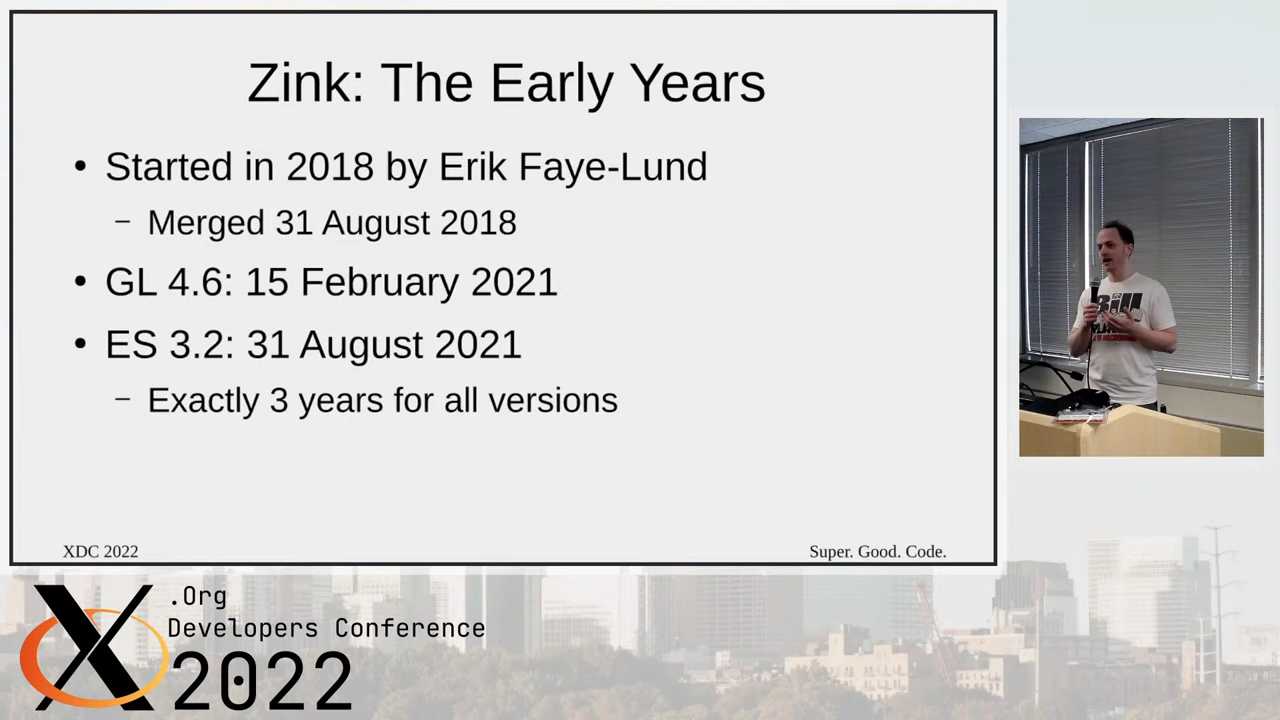 Zink: The Early Years
• Started in 2018 by Erik Faye-Lund
– Merged 31 August 2018
• GL 4.6: 15 February 2021
• ES 3.2: 31 August 2021
– Exactly 3 years for all versions
XDC 2022
Super. Good. Code.
Bill
X.Org
Developers Conference
2022